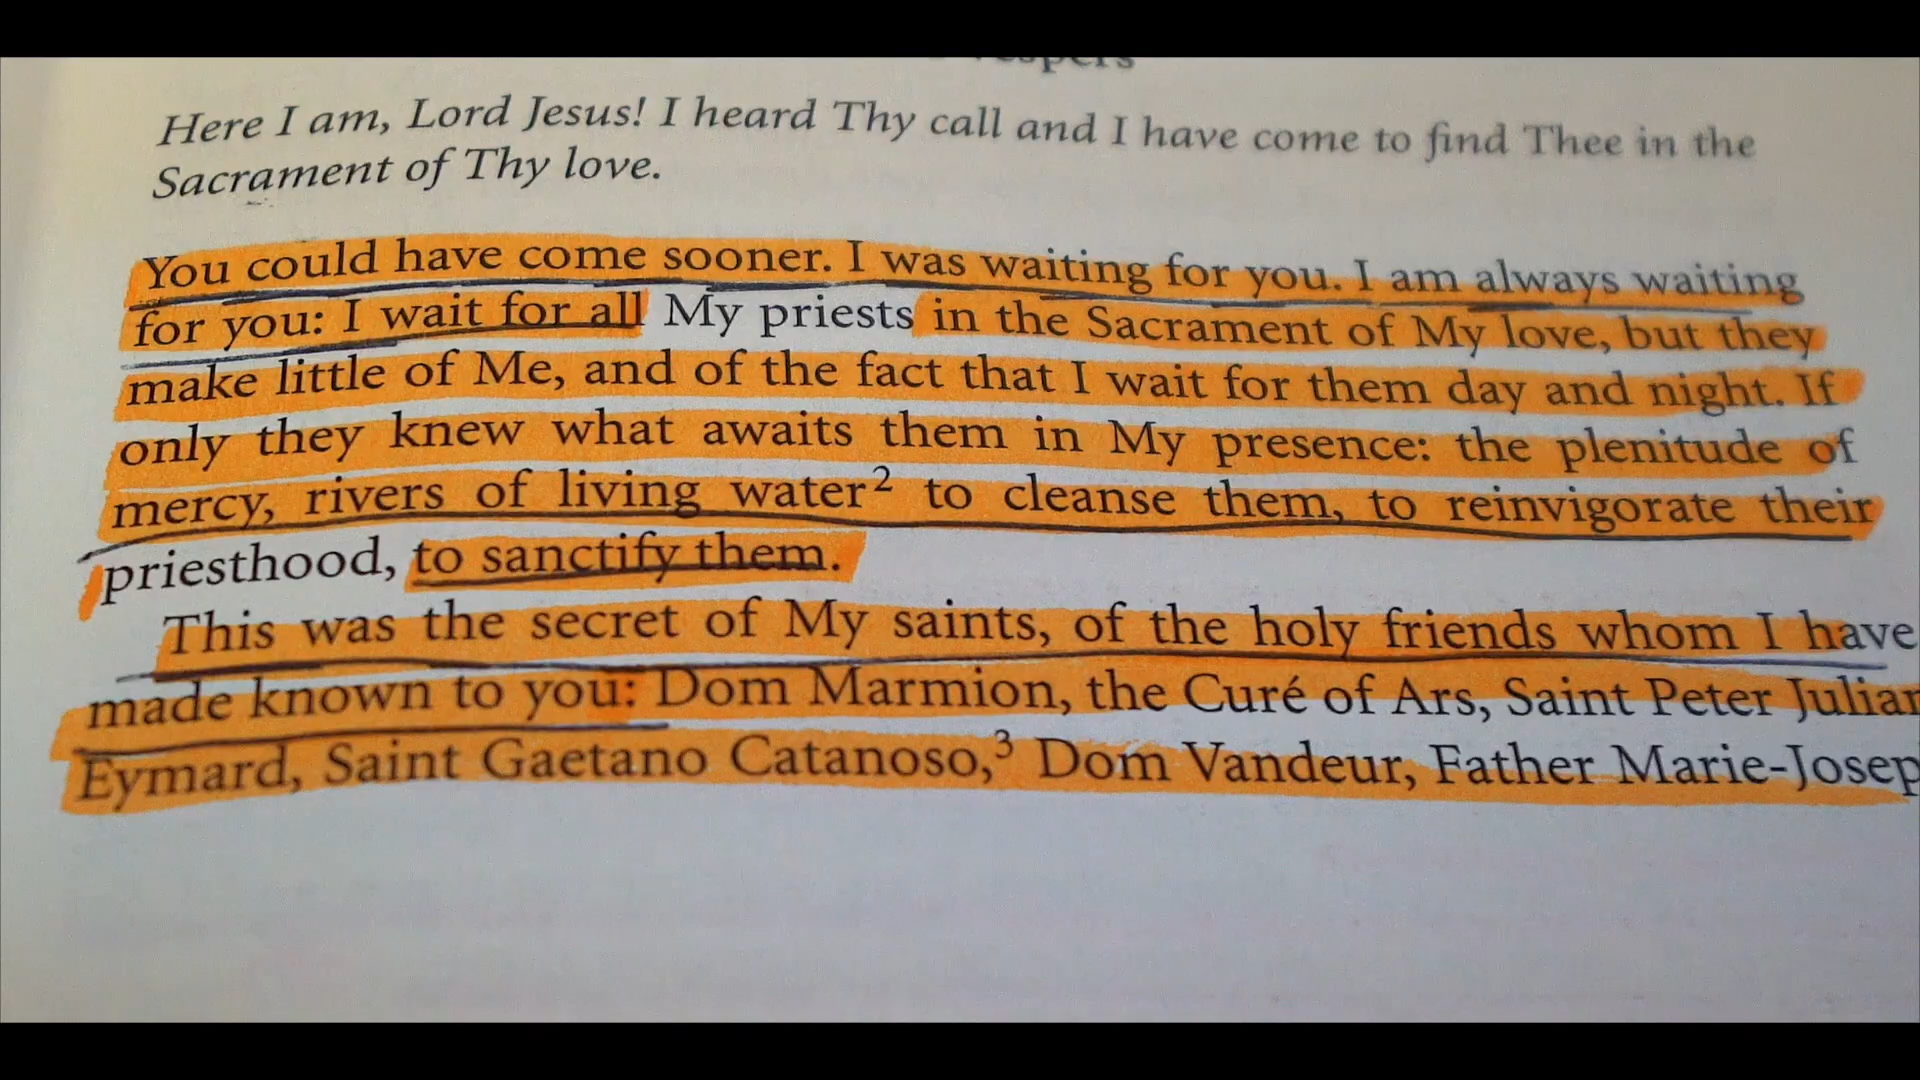 Vespers
Here I am, Lord Jesus! I heard Thy call and I have come to find Thee in the
Sacrament of Thy love.
You could have come sooner. I was waiting for you. I am always waiting
for you: I wait for all My priests in the Sacrament of My love, but they
make little of Me, and of the fact that I wait for them day and night. If
only they knew what awaits them in My presence: the plenitude of
mercy, rivers of living water² to cleanse them, to reinvigorate their
priesthood, to sanctify them.
This was the secret of My saints, of the holy friends whom I have
made known to you: Dom Marmion, the Curé of Ars, Saint Peter Julian
Eymard, Saint Gaetano Catanoso,³ Dom Vandeur, Father Marie-Josep